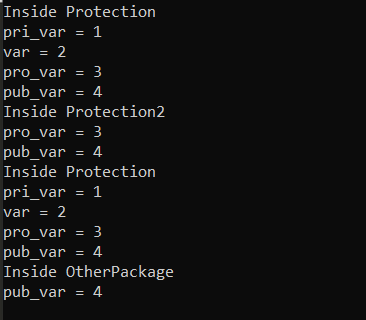 Inside Protection
pri_var = 1
var = 2
pro_var = 3
pub_var = 4
Inside Protection2
pro_var = 3
pub_var = 4
Inside Protection
pri_var = 1
var = 2
pro_var = 3
pub_var = 4
Inside OtherPackage
pub_var = 4